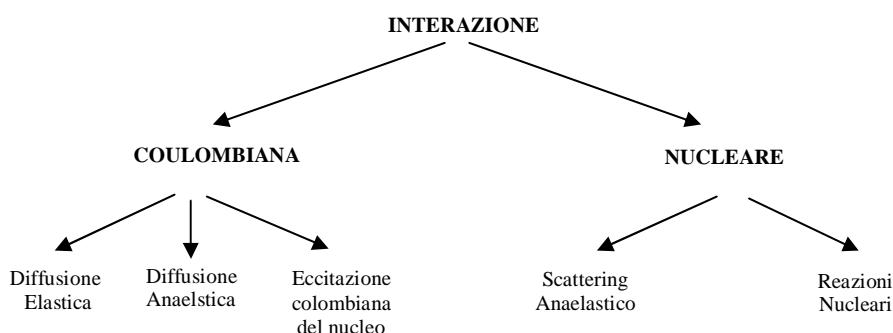 INTERAZIONE
COULOMBIANA
NUCLEARE
Diffusione
Elastica
Diffusione
Anaelstica
Eccitazione
colombiana
del nucleo
Scattering
Anaelastico
Reazioni
Nucleari